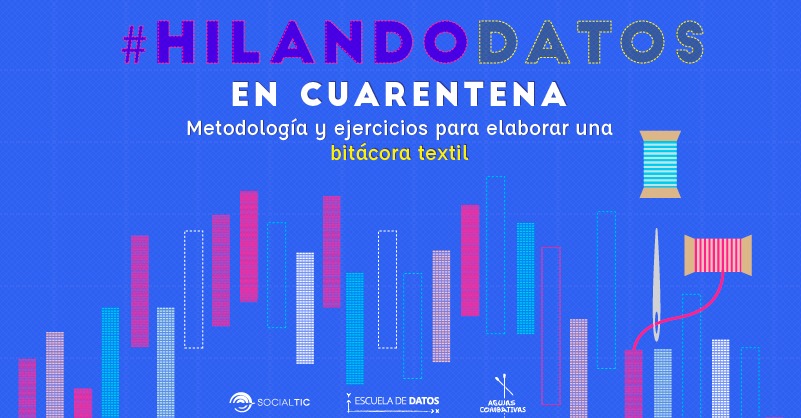 #HILANDODATOS
EN CUARENTENA
Metodología y ejercicios para elaborar una
bitácora textil
SOCIALTIC
Y ESCUELA DE DATOS X
AGUJAS
COMBATIVAS